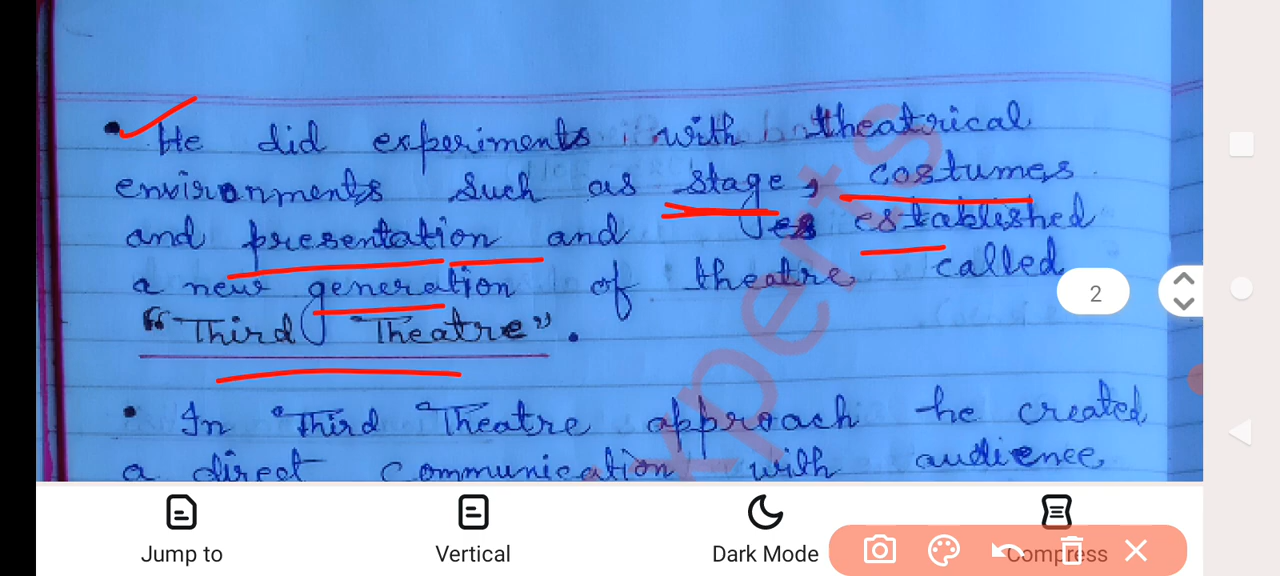 • He did experiments with theatrical
environments such as stage, costumes
and presentation and established
a new generation of theatre called
"Third Theatre".
• In Third Theatre approach he created
a direct communication with audience
2
xperts
Jump to
Vertical
Dark Mode
Compress